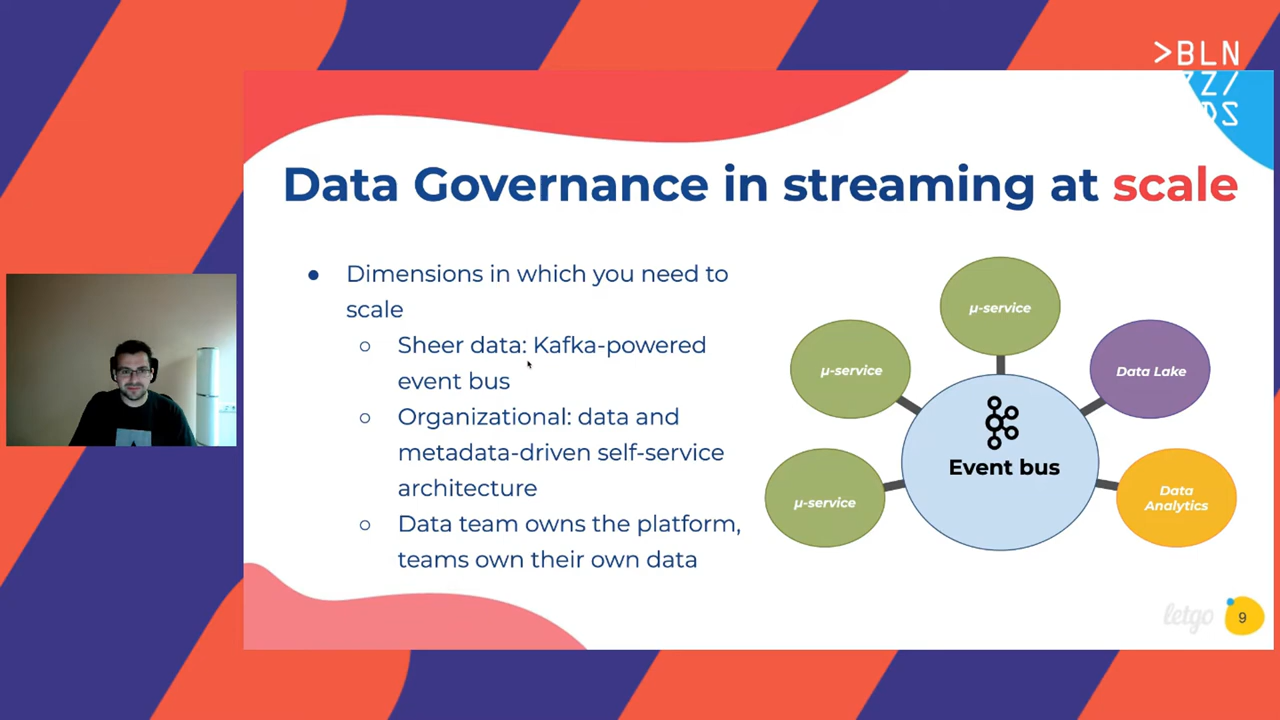 >BLN
ZZ/
DS
Data Governance in streaming at scale
● Dimensions in which you need to
scale
○ Sheer data: Kafka-powered
event bus
○ Organizational: data and
metadata-driven self-service
architecture
○ Data team owns the platform,
teams own their own data
μ-service
μ-service
μ-service
Data Lake
Data
Analytics
Event bus
letgo
9